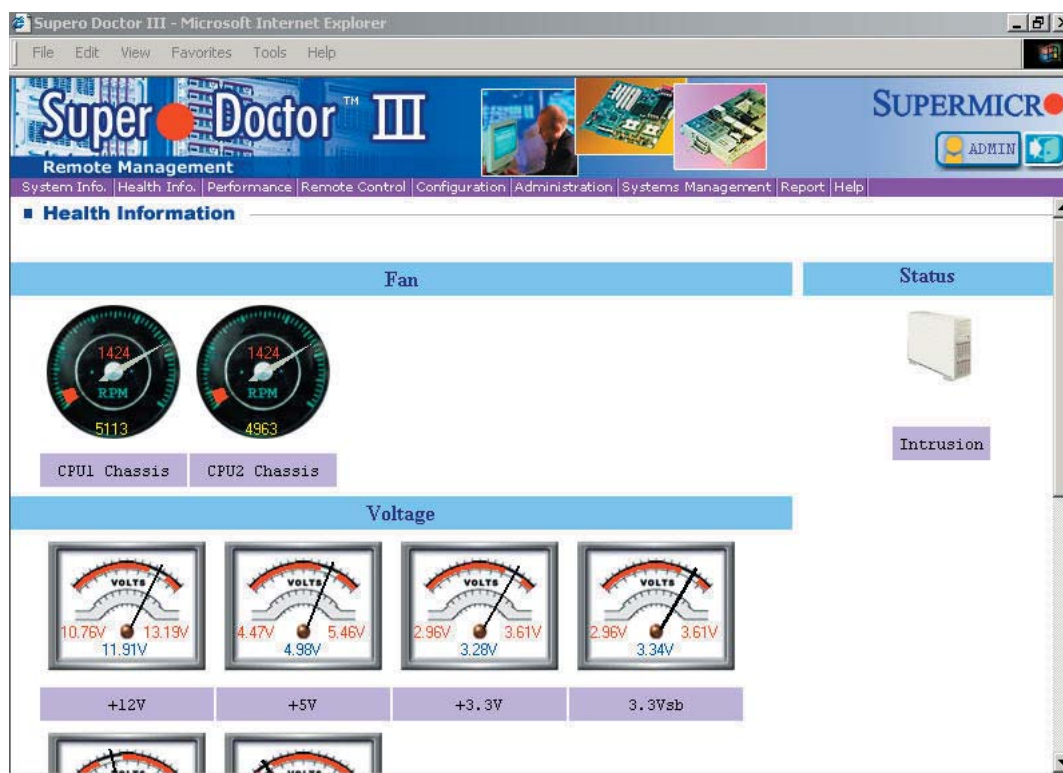 Supero Doctor III - Microsoft Internet Explorer
File Edit View Favorites Tools Help
Super Doctor™ III
SUPERMICR
Remote Management
ADMIN
System Info. Health Info. Performance Remote Control Configuration Administration Systems Management Report Help
Health Information
Fan
Status
1424
RPM
5113
1424
RPM
4963
CPU1 Chassis
CPU2 Chassis
Intrusion
Voltage
VOLTS
10.76V 13.19V
11.91V
VOLTS
4.47V 5.46V
4.98V
VOLTS
2.96V 3.61V
3.28V
VOLTS
2.96V 3.61V
3.34V
+12V
+5V
+3.3V
3.3Vsb